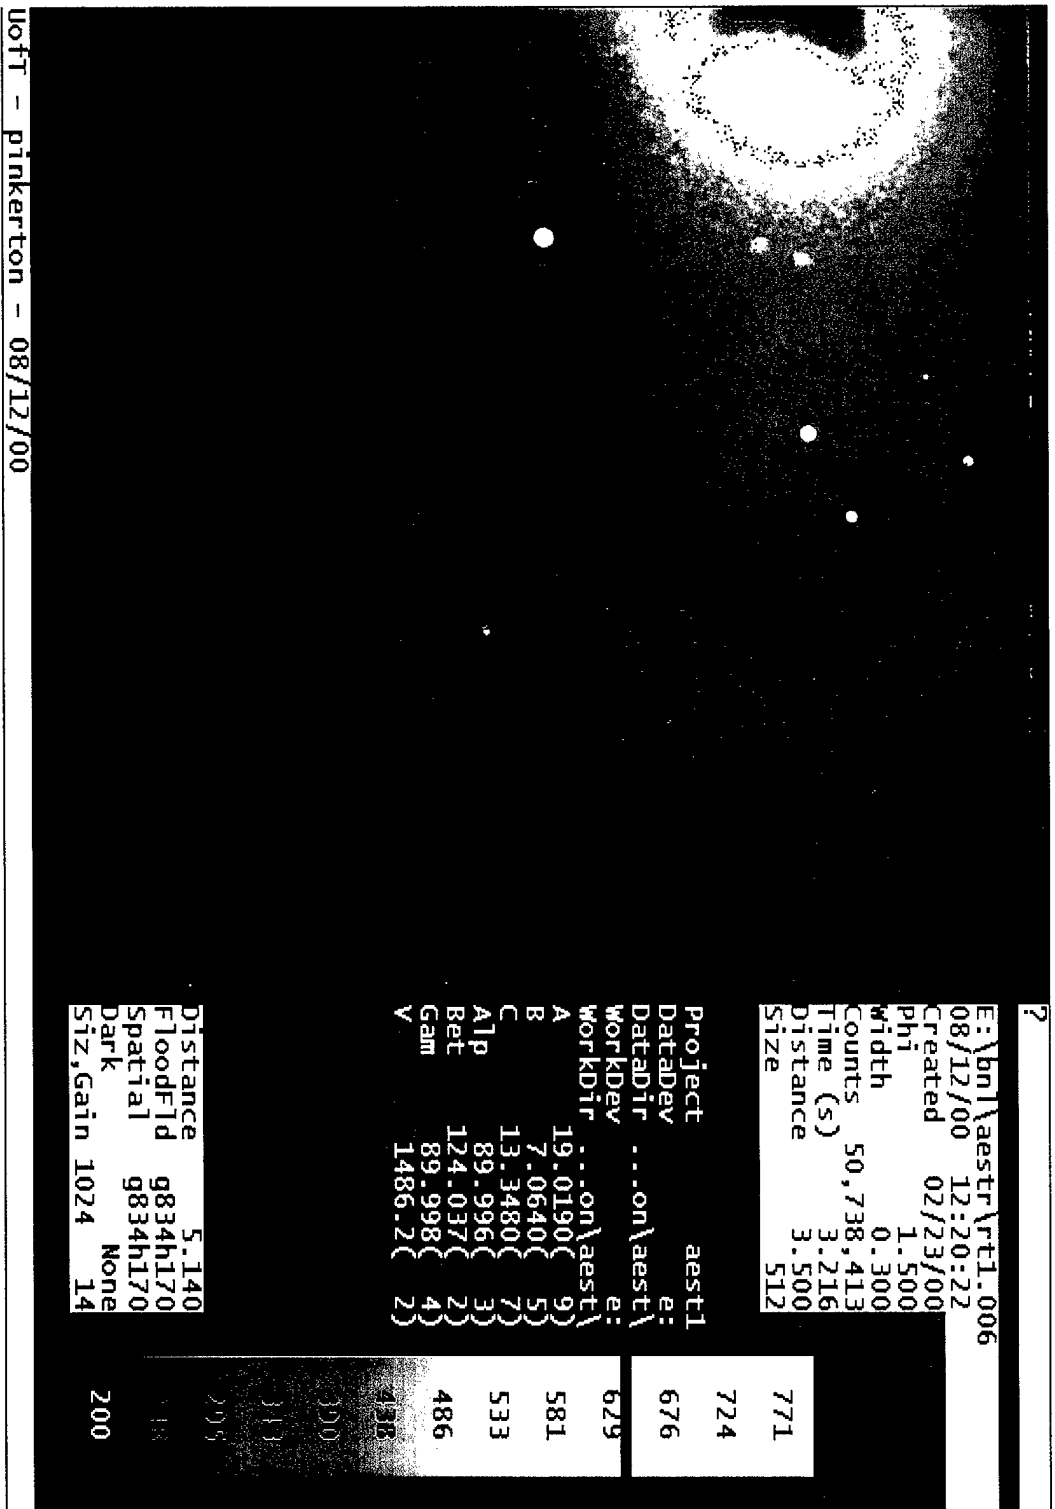 ?
E:\bnl\aestr\rt1.006
08/12/00 12:20:22
Created 02/23/00
Phi 1.500
Width 0.300
Counts 50,738,413
Time (s) 3.216
Distance 3.500
Size 512
Project aest1
DataDev e:
DataDir ...on\aest\
WorkDev e:
WorkDir ...on\aest\
A 19.0190( 9)
B 7.0640( 5)
C 13.3480( 7)
Alp 89.996( 3)
Bet 124.037( 2)
Gam 89.998( 4)
V 1486.2( 2)
Distance 5.140
FloodFld g834h170
Spatial g834h170
Dark None
Siz,Gain 1024 14
771
724
676
629
581
533
486
438
390
343
295
200
UofT - pinkerton - 08/12/00